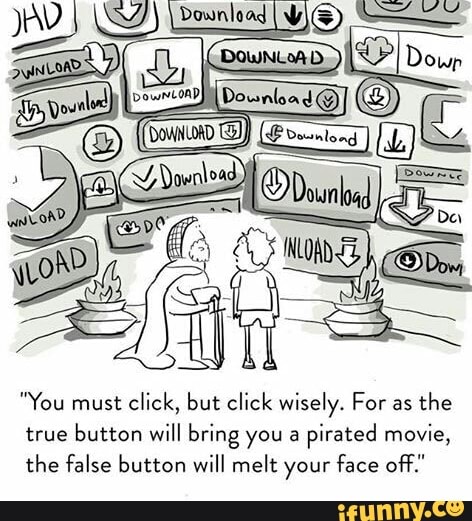 DOWNLOAD
Download
DOWNLOAD
Download
DOWNLOAD
Download
DOWNLOAD
Download
Download
Download
"You must click, but click wisely. For as the
true button will bring you a pirated movie,
the false button will melt your face off."
ifunny.co